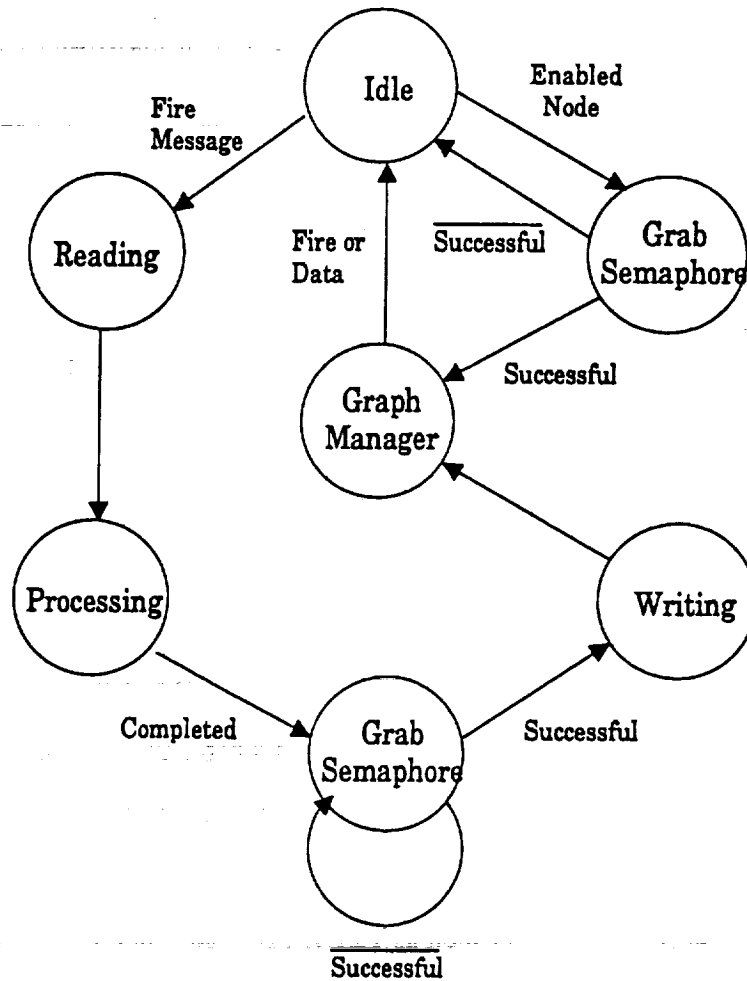 Idle
Enabled
Node
Fire
Message
Reading
Fire or
Data
Successful
Grab
Semaphore
Successful
Graph
Manager
Processing
Writing
Completed
Grab
Semaphore
Successful
Successful